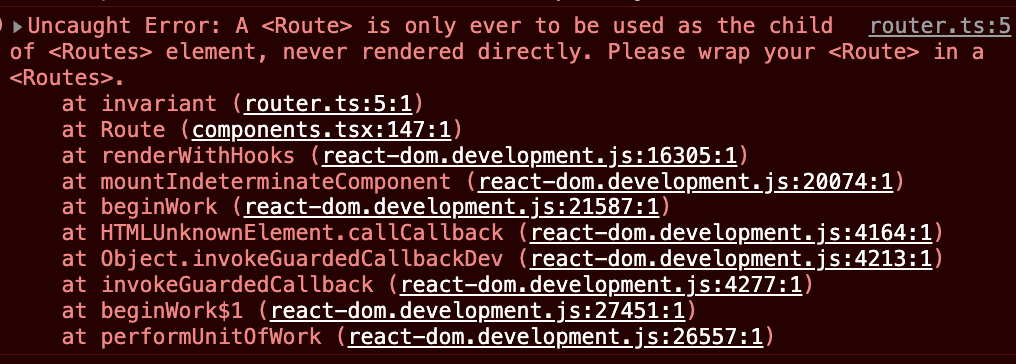 ▶Uncaught Error: A <Route> is only ever to be used as the child router.ts:5
of <Routes> element, never rendered directly. Please wrap your <Route> in a
<Routes>.
at invariant (router.ts:5:1)
at Route (components.tsx:147:1)
at renderWithHooks (react-dom.development.js:16305:1)
at mountIndeterminateComponent (react-dom.development.js:20074:1)
at beginWork (react-dom.development.js:21587:1)
at HTMLUnknownElement.callCallback (react-dom.development.js:4164:1)
at Object.invokeGuardedCallbackDev (react-dom.development.js:4213:1)
at invokeGuardedCallback (react-dom.development.js:4277:1)
at beginWork$1 (react-dom.development.js:27451:1)
at performUnitOfWork (react-dom.development.js:26557:1)